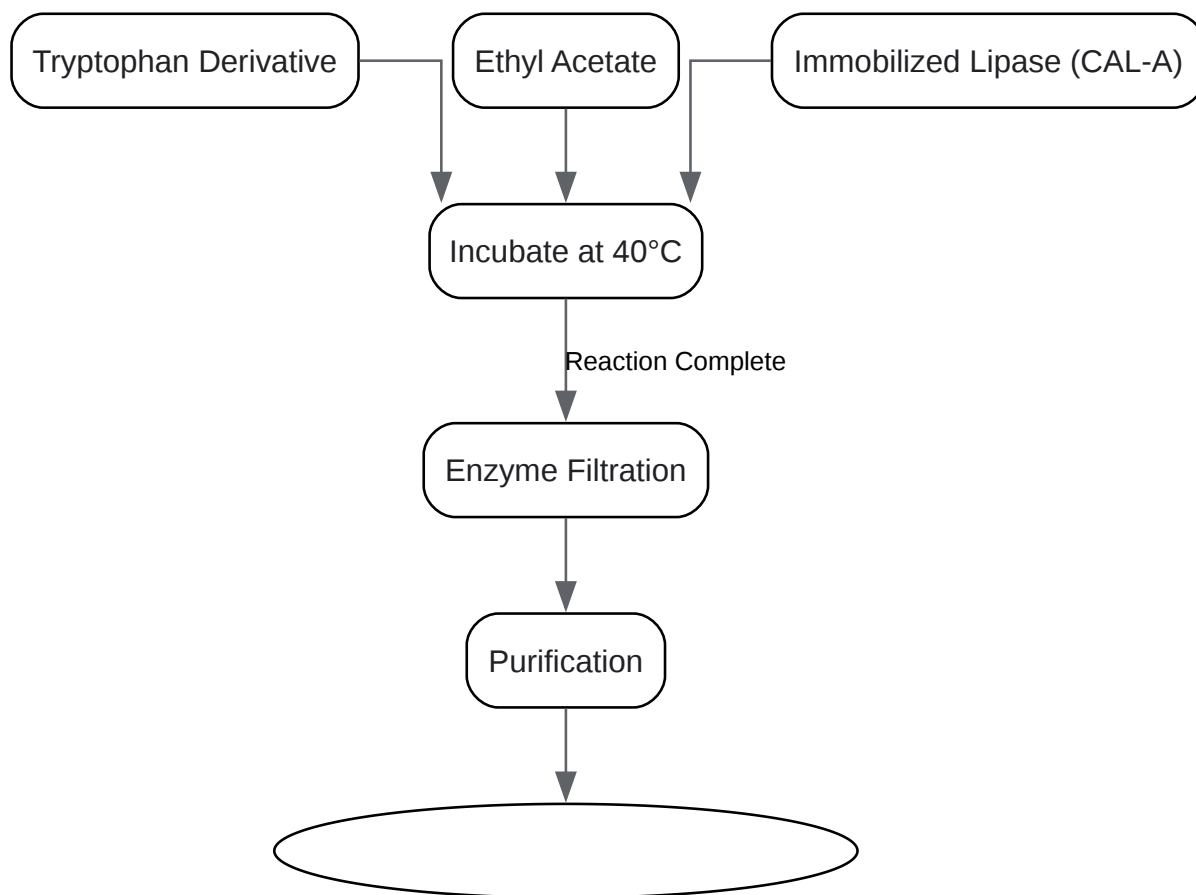 Tryptophan Derivative
Ethyl Acetate
Immobilized Lipase (CAL-A)
Incubate at 40°C
Reaction Complete
Enzyme Filtration
Purification